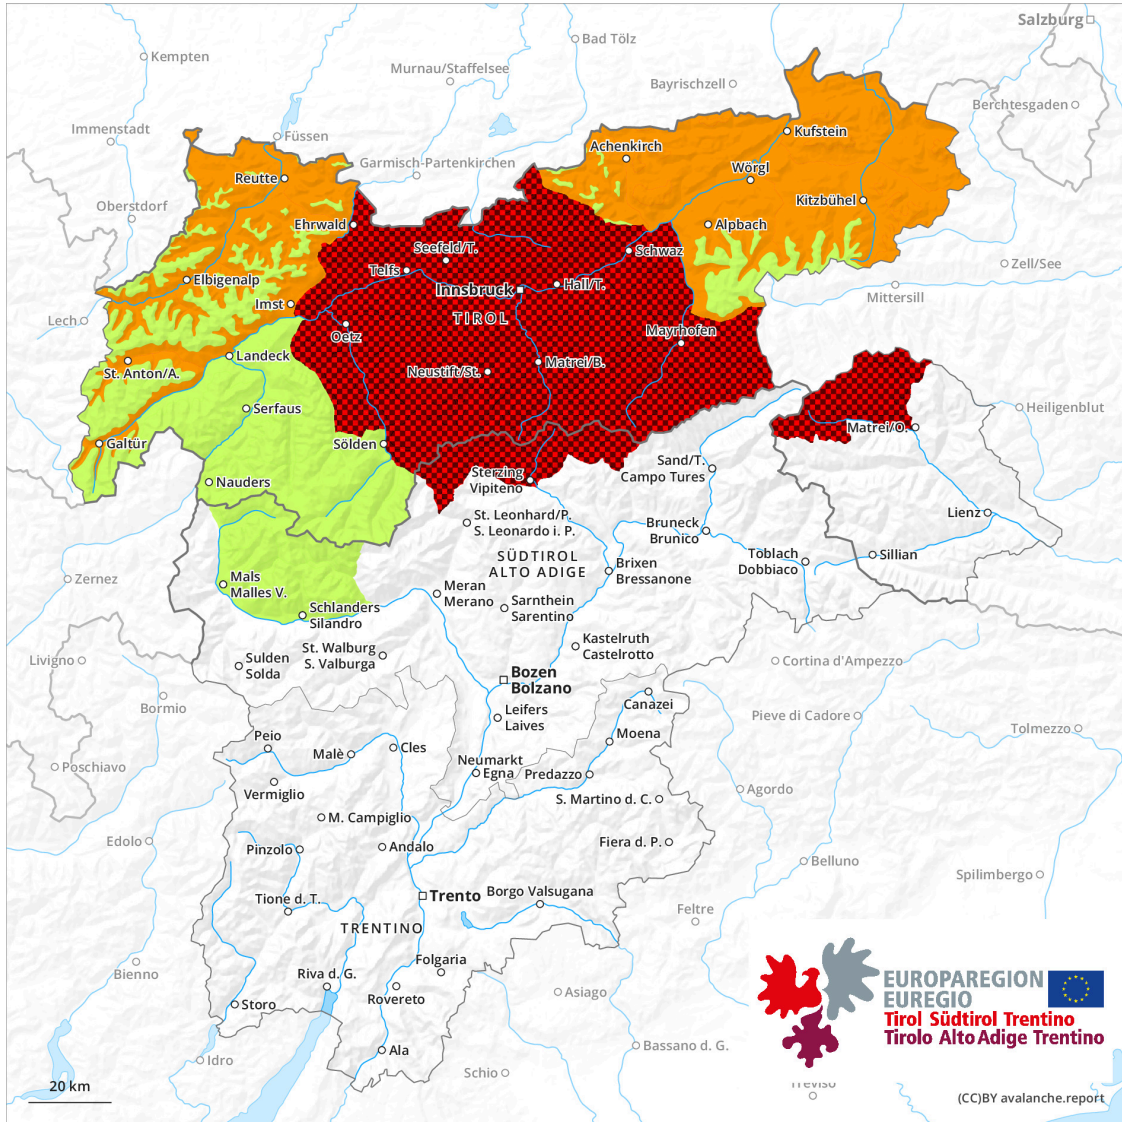 Salzburg
Bad Tölz
Kempten
Murnau/Staffelsee
Bayrischzell
Berchtesgaden
Immenstadt
Füssen
Kufstein
Achenkirch
Garmisch-Partenkirchen
Wörgl
Reutte
Kitzbühel
Oberstdorf
Ehrwald
Alpbach
Seefeld/T.
Schwaz
Zell/See
Telfs
Elbigenalp
Hall/T.
Innsbruck
Mittersill
Imst
TIROL
Lech
Mayrhofen
Oetz
Landeck
Matrei/B.
St. Anton/A.
Neustift/St.
Serfaus
Heiligenblut
Matrei/O.
Galtür
Sölden
Sand/T.
Campo Tures
Sterzing
Vipiteno
Nauders
Lienz
St. Leonhard/P.
S. Leonardo i. P.
Bruneck
Brunico
SÜDTIROL
ALTO ADIGE
Toblach
Dobbiaco
Sillian
Brixen
Bressanone
Zernez
Mals
Malles V.
Meran
Merano
Sarnthein
Sarentino
Schlanders
Silandro
Kastelruth
Castelrotto
St. Walburg
S. Valburga
Livigno
Sulden
Solda
Cortina d'Ampezzo
Bozen
Bolzano
Bormio
Canazei
Leifers
Laives
Pieve di Cadore
Tolmezzo
Peio
Moena
Malè
Cles
Neumarkt
Egna
Predazzo
Poschiavo
Vermiglio
Agordo
S. Martino d. C.
M. Campiglio
Edolo
Pinzolo
Andalo
Fiera d. P.
Belluno
Spilimbergo
Trento
Borgo Valsugana
Tione d. T.
Feltre
TRENTINO
Folgaria
Bienno
Riva d. G.
Rovereto
Asiago
Storo
EUROPAREGION
EUREGIO
Tirol Südtirol Trentino
Tirolo Alto Adige Trentino
Ala
Idro
Bassano d. G.
Schio
Treviso
20 km
(CC)BY avalanche.report